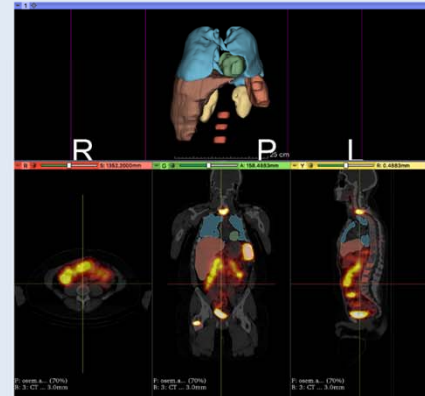 1
R P L
25 cm
R S: 1362.2000mm
G A: 158.4883mm
Y R: 0.4883mm
F: osem.a... (70%)
B: 3: CT ... 3.0mm
F: osem.a... (70%)
B: 3: CT ... 3.0mm
F: osem.a... (70%)
B: 3: CT ... 3.0mm